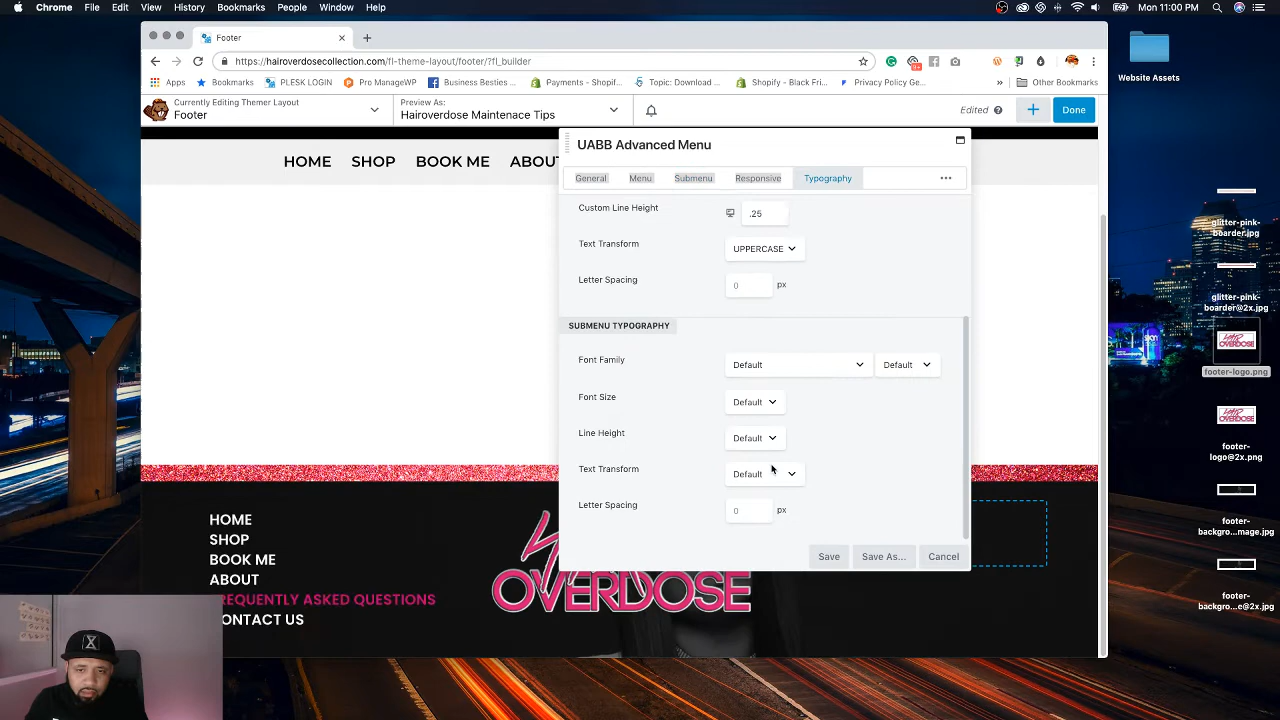 Chrome File Edit View History Bookmarks People Window Help Mon 11:00 PM
Footer
https://hairoverdosecollection.com/fl-theme-layout/footer/?fl_builder
Apps Bookmarks PLESK LOGIN Pro ManageWP Business Besties ... Payments - Shopif... Topic: Download ... Shopify - Black Fri... Privacy Policy Ge... » Other Bookmarks
Currently Editing Themer Layout
Footer
Preview As:
Hairoverdose Maintenace Tips
Edited
Done
HOME SHOP BOOK ME ABOUT
UABB Advanced Menu
General Menu Submenu Responsive Typography
Custom Line Height .25
Text Transform UPPERCASE
Letter Spacing 0 px
SUBMENU TYPOGRAPHY
Font Family Default Default
Font Size Default
Line Height Default
Text Transform Default
Letter Spacing 0 px
Save Save As... Cancel
HOME
SHOP
BOOK ME
ABOUT
REQUENTLY ASKED QUESTIONS
ONTACT US
OVERDOSE
Website Assets
glitter-pink-boarder.jpg
glitter-pink-boarder@2x.jpg
footer-logo.png
footer-logo@2x.png
footer-backgro...mage.jpg
footer-backgro...e@2x.jpg